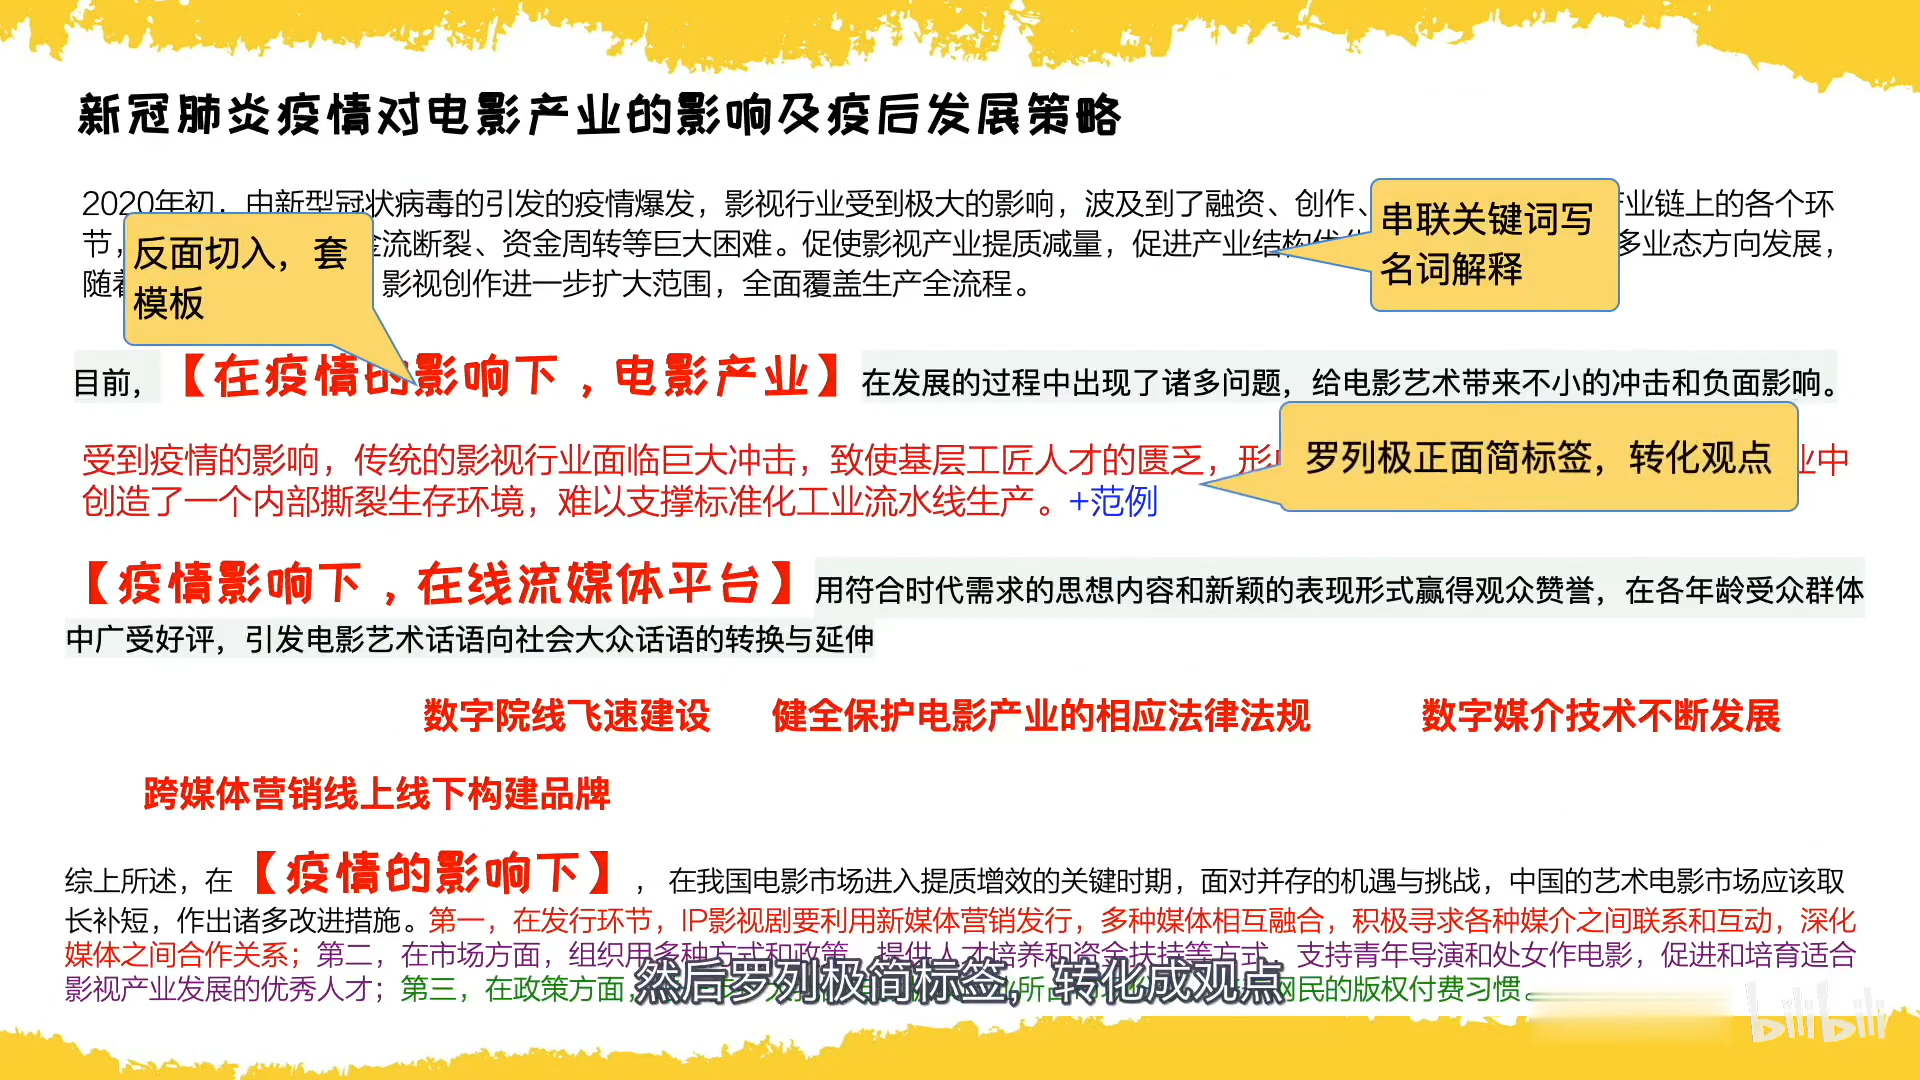 新冠肺炎疫情对电影产业的影响及疫后发展策略
2020年初，由新型冠状病毒的引发的疫情爆发，影视行业受到极大的影响，波及到了融资、创作、
业链上的各个环
节，
流断裂、资金周转等巨大困难。促使影视产业提质减量，促进产业结构优化
多业态方向发展，
随着
影视创作进一步扩大范围，全面覆盖生产全流程。
反面切入，套
模板
串联关键词写
名词解释
目前，【在疫情的影响下，电影产业】在发展的过程中出现了诸多问题，给电影艺术带来不小的冲击和负面影响。
受到疫情的影响，传统的影视行业面临巨大冲击，致使基层工匠人才的匮乏，形
业中
罗列极正面简标签，转化观点
创造了一个内部撕裂生存环境，难以支撑标准化工业流水线生产。+范例
【疫情影响下，在线流媒体平台】用符合时代需求的思想内容和新颖的表现形式赢得观众赞誉，在各年龄受众群体
中广受好评，引发电影艺术话语向社会大众话语的转换与延伸
数字院线飞速建设 健全保护电影产业的相应法律法规 数字媒介技术不断发展
跨媒体营销线上线下构建品牌
综上所述，在【疫情的影响下】，在我国电影市场进入提质增效的关键时期，面对并存的机遇与挑战，中国的艺术电影市场应该取
长补短，作出诸多改进措施。第一，在发行环节，IP影视剧要利用新媒体营销发行，多种媒体相互融合，积极寻求各种媒介之间联系和互动，深化
媒体之间合作关系；第二，在市场方面，组织用多种方式和政策，提供人才培养和资金扶持等方式，支持青年导演和处女作电影，促进和培育适合
影视产业发展的优秀人才；第三，在政策方面，
网民的版权付费习惯。
然后罗列极简标签，转化成观点
bilibili